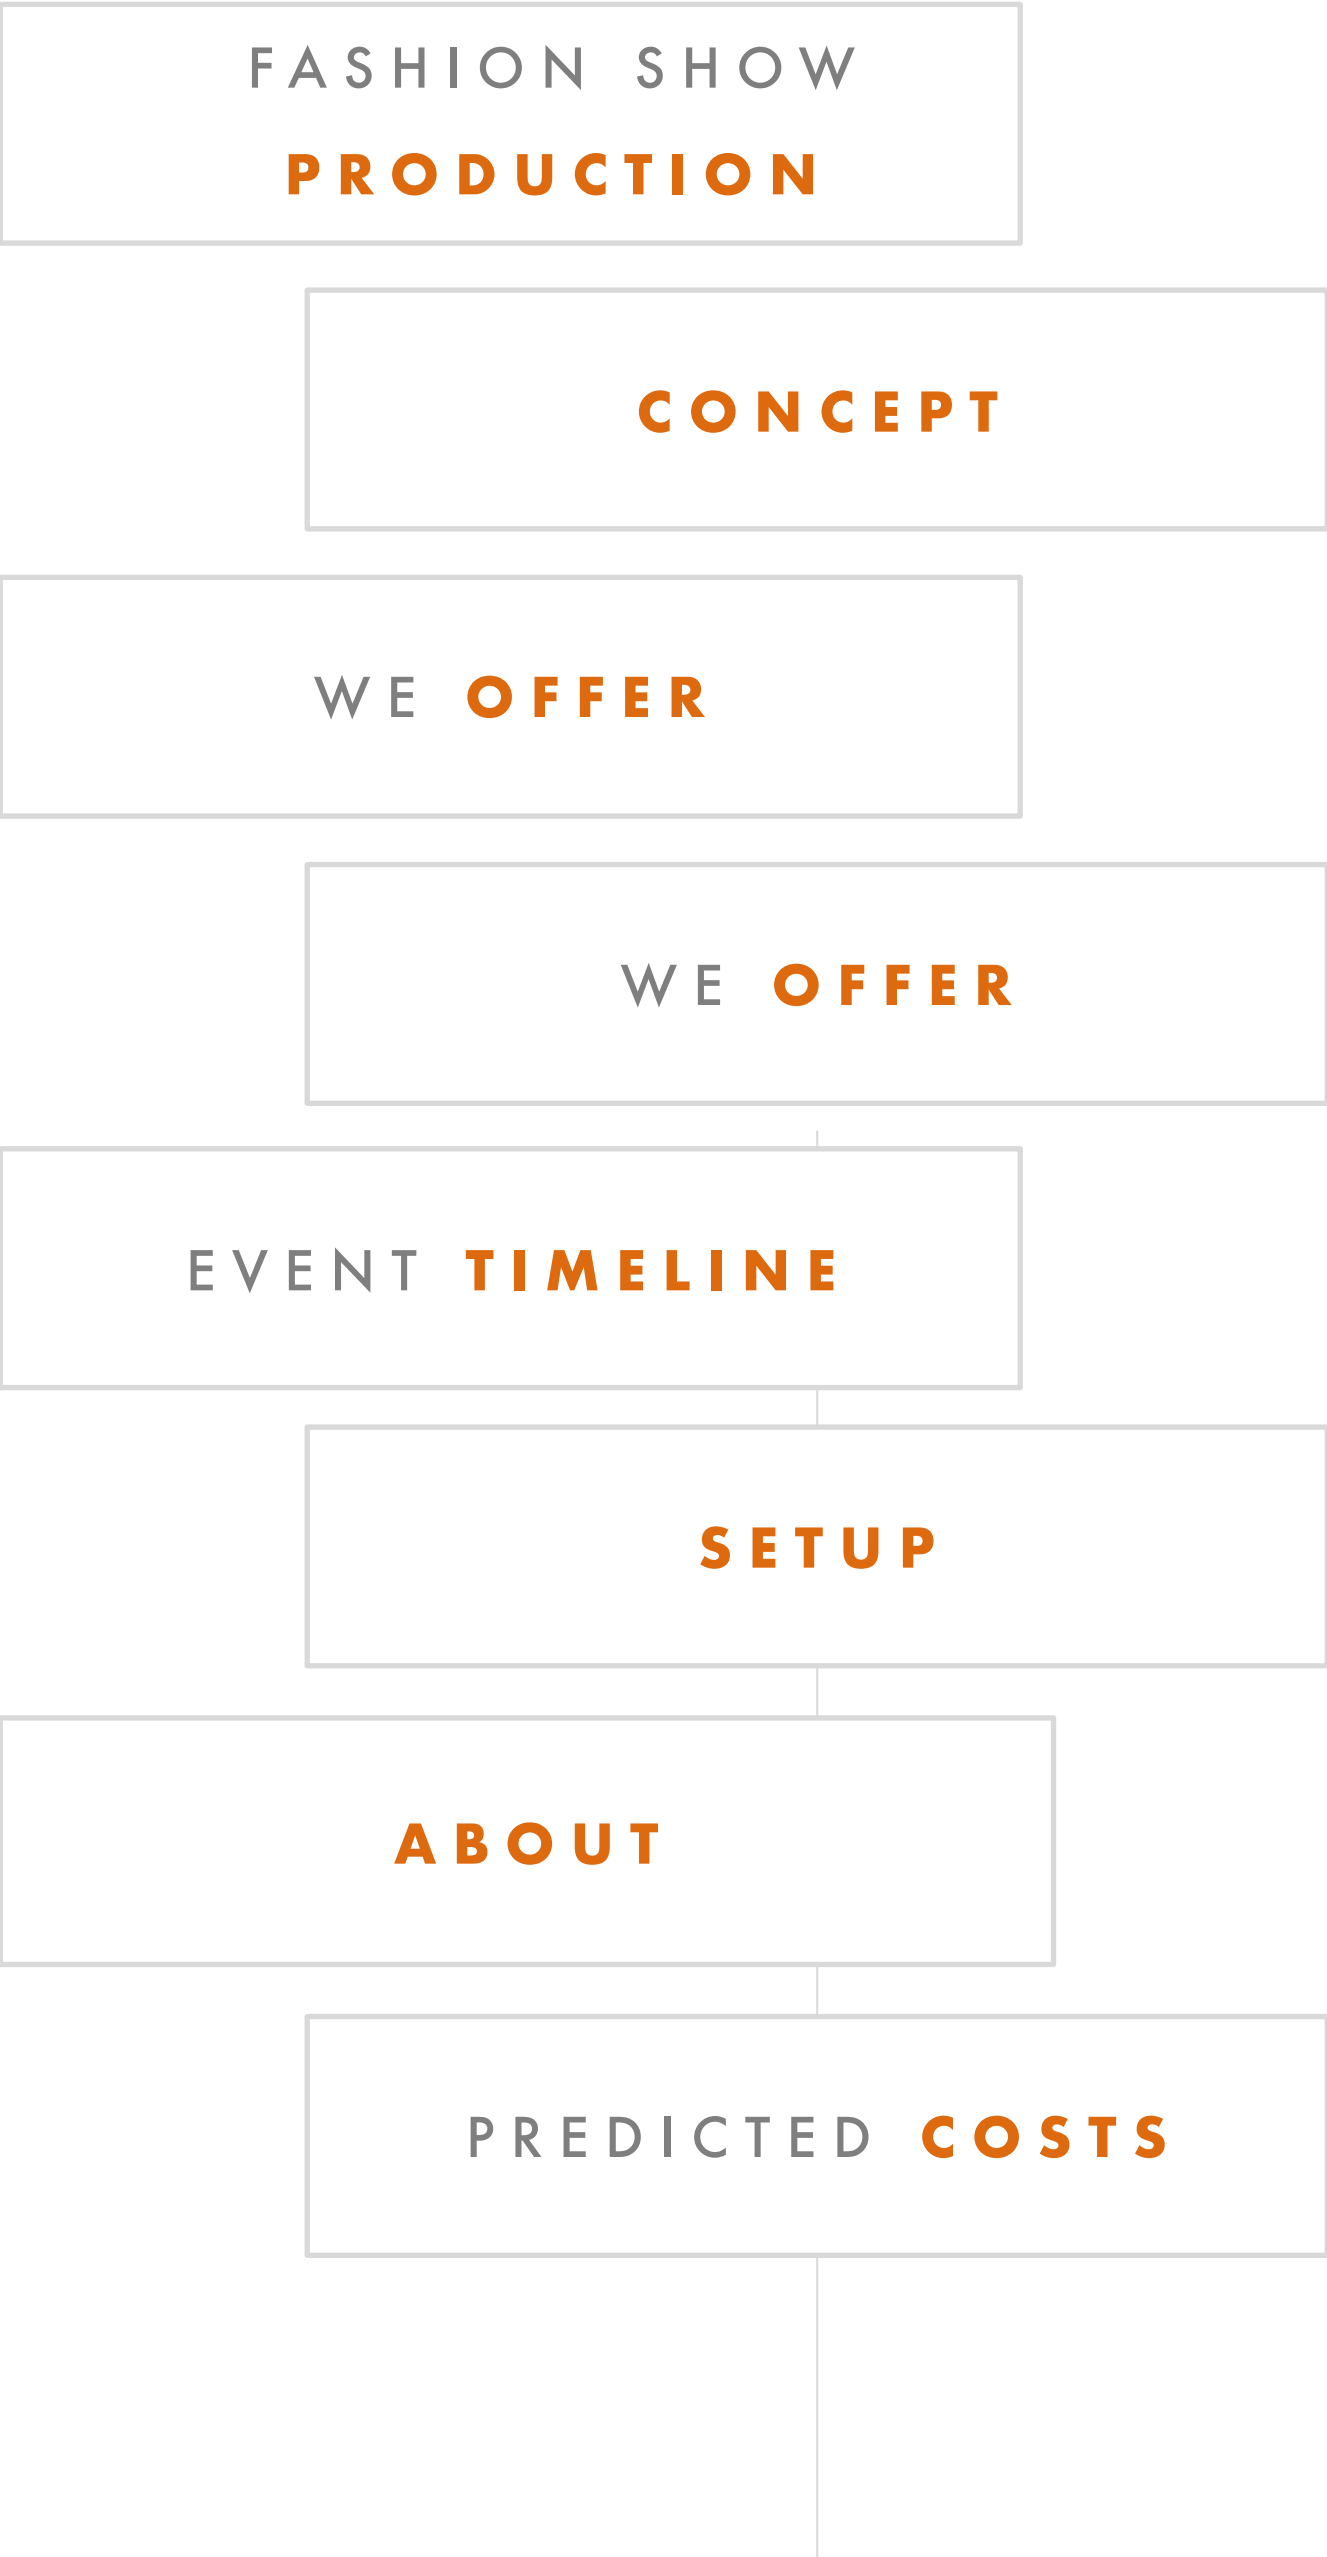 FASHION SHOW
PRODUCTION
CONCEPT
WE OFFER
WE OFFER
EVENT TIMELINE
SETUP
ABOUT
PREDICTED COSTS